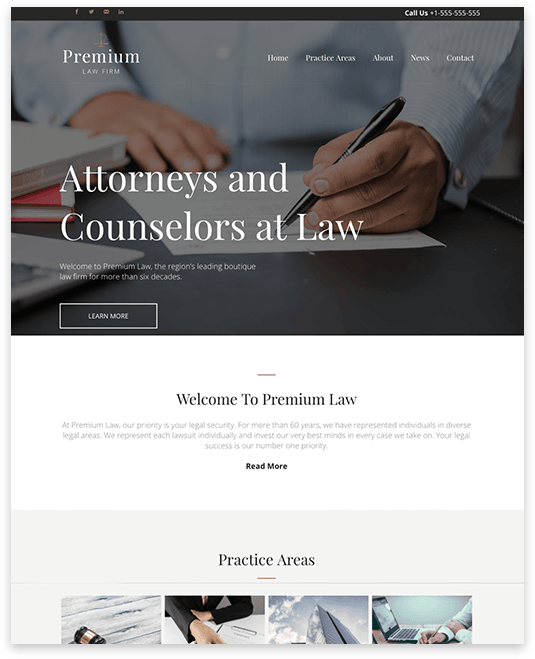 Call Us +1-555-555-555
Premium
LAW FIRM
Home Practice Areas About News Contact
Attorneys and
Counselors at Law
Welcome to Premium Law, the region's leading boutique
law firm for more than six decades.
LEARN MORE
Welcome To Premium Law
At Premium Law, our priority is your legal security. For more than 60 years, we have represented individuals in diverse
legal areas. We represent each lawsuit individually and invest our very best minds in every case we take on. Your legal
success is our number one priority.
Read More
Practice Areas